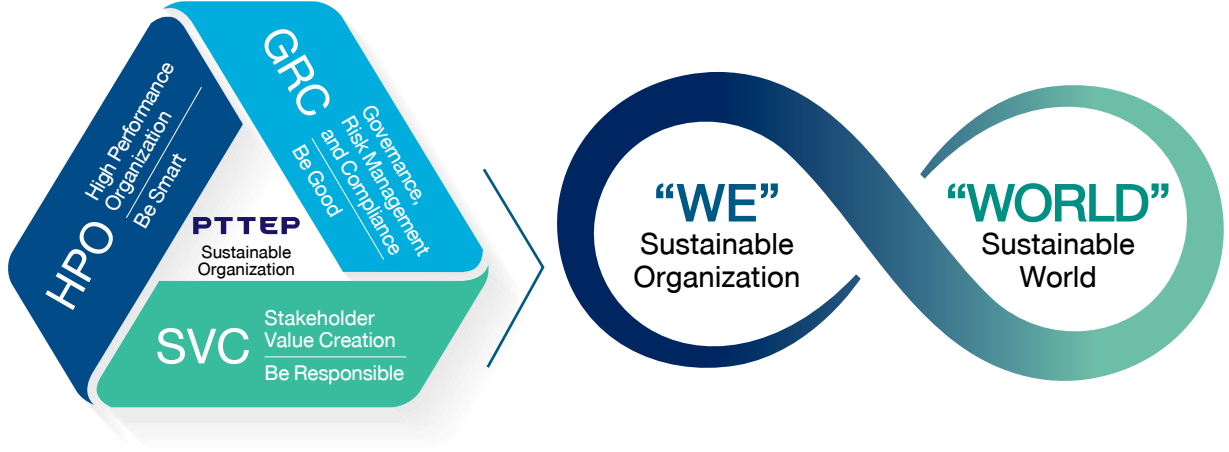 HPO
High Performance
Organization
Be Smart
GRC
Governance,
Risk Management
and Compliance
Be Good
PTTEP
Sustainable
Organization
SVC
Stakeholder
Value Creation
Be Responsible
“WE”
Sustainable
Organization
“WORLD”
Sustainable
World